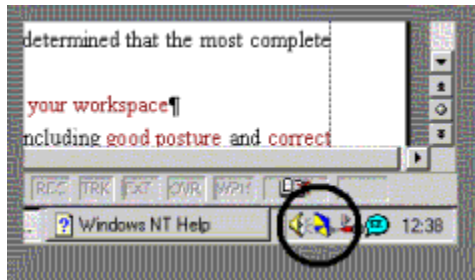 determined that the most complete
your workspace¶
ncluding good posture and correct
REC TRK EXT OVR WPH
Windows NT Help 12:38